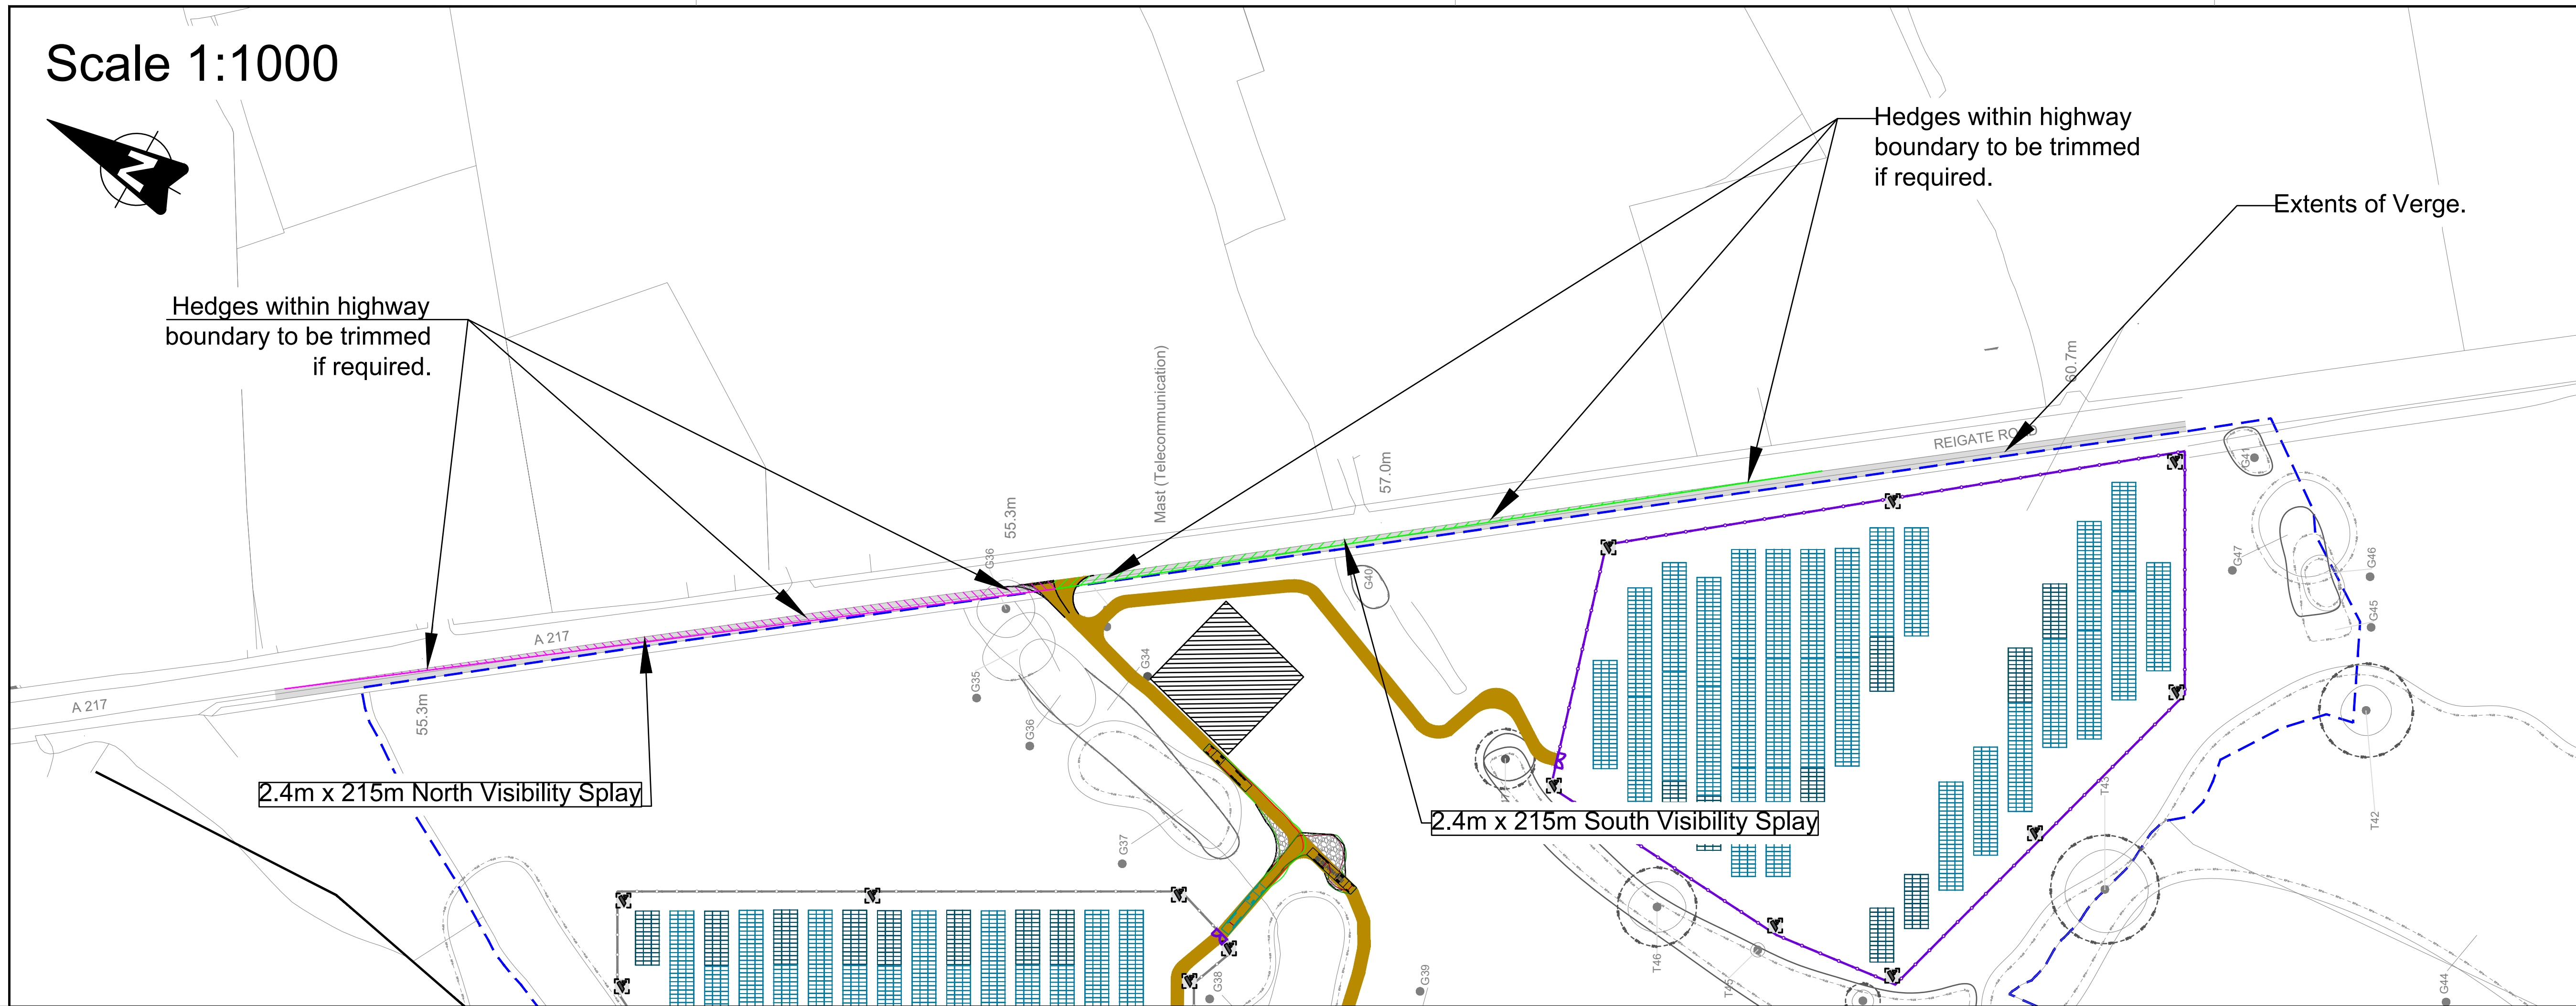 Scale 1:1000
N
Hedges within highway
boundary to be trimmed
if required.
Extents of Verge.
Hedges within highway
boundary to be trimmed
if required.
Mast (Telecommunication)
60.7m
REIGATE ROAD
57.0m
55.3m
G36
G40
G41
G47
G46
G45
A 217
A 217
55.3m
G34
G35
G36
2.4m x 215m North Visibility Splay
2.4m x 215m South Visibility Splay
G37
T43
T42
T46
T45
G38
G39
G44